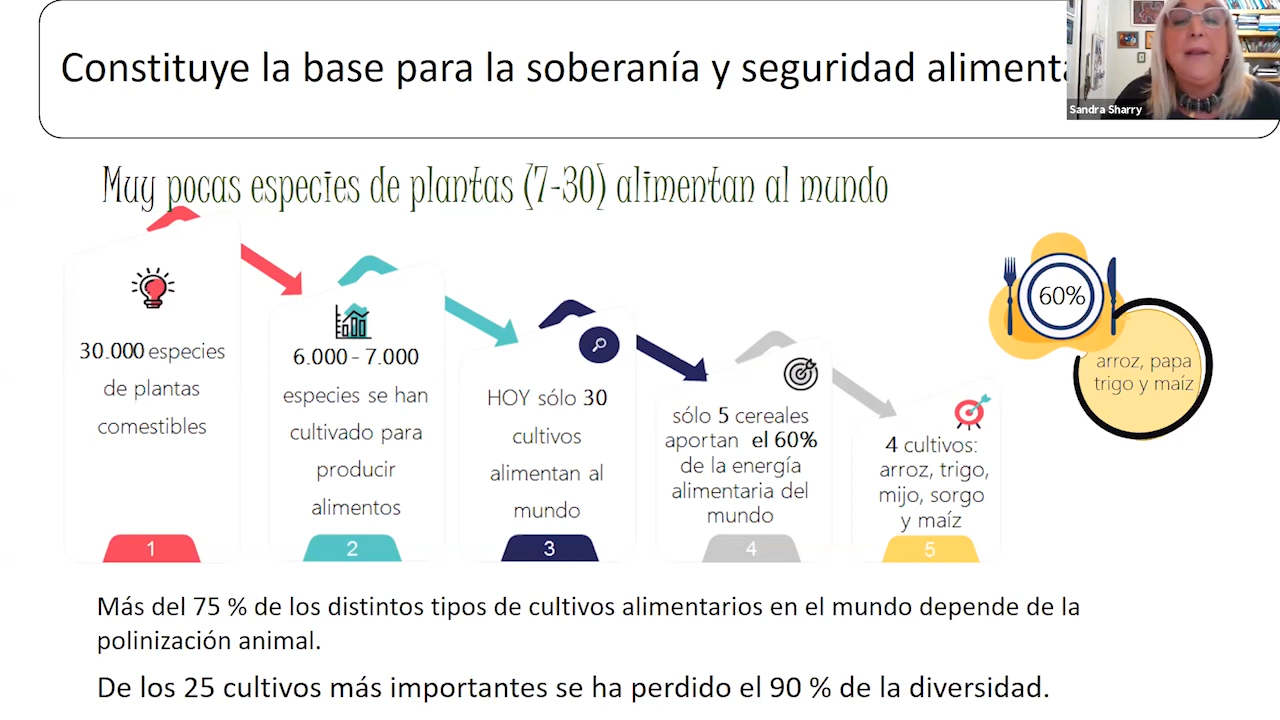 Constituye la base para la soberanía y seguridad aliment
Sandra Sharry
Muy pocas especies de plantas (7-30) alimentan al mundo
30.000 especies
de plantas
comestibles
1
6.000 - 7.000
especies se han
cultivado para
producir
alimentos
2
HOY sólo 30
cultivos
alimentan al
mundo
3
sólo 5 cereales
aportan el 60%
de la energía
alimentaria del
mundo
4
4 cultivos:
arroz, trigo,
mijo, sorgo
y maíz
5
60%
arroz, papa
trigo y maíz
Más del 75 % de los distintos tipos de cultivos alimentarios en el mundo depende de la
polinización animal.
De los 25 cultivos más importantes se ha perdido el 90 % de la diversidad.